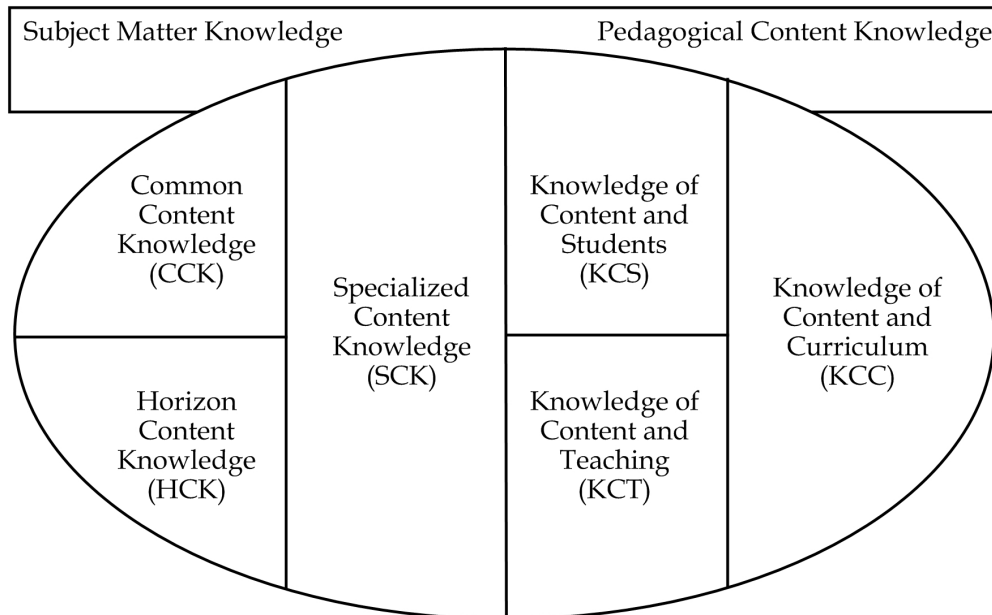 Subject Matter Knowledge
Pedagogical Content Knowledge
Common
Content
Knowledge
(CCK)
Horizon
Content
Knowledge
(HCK)
Specialized
Content
Knowledge
(SCK)
Knowledge of
Content and
Students
(KCS)
Knowledge of
Content and
Teaching
(KCT)
Knowledge of
Content and
Curriculum
(KCC)